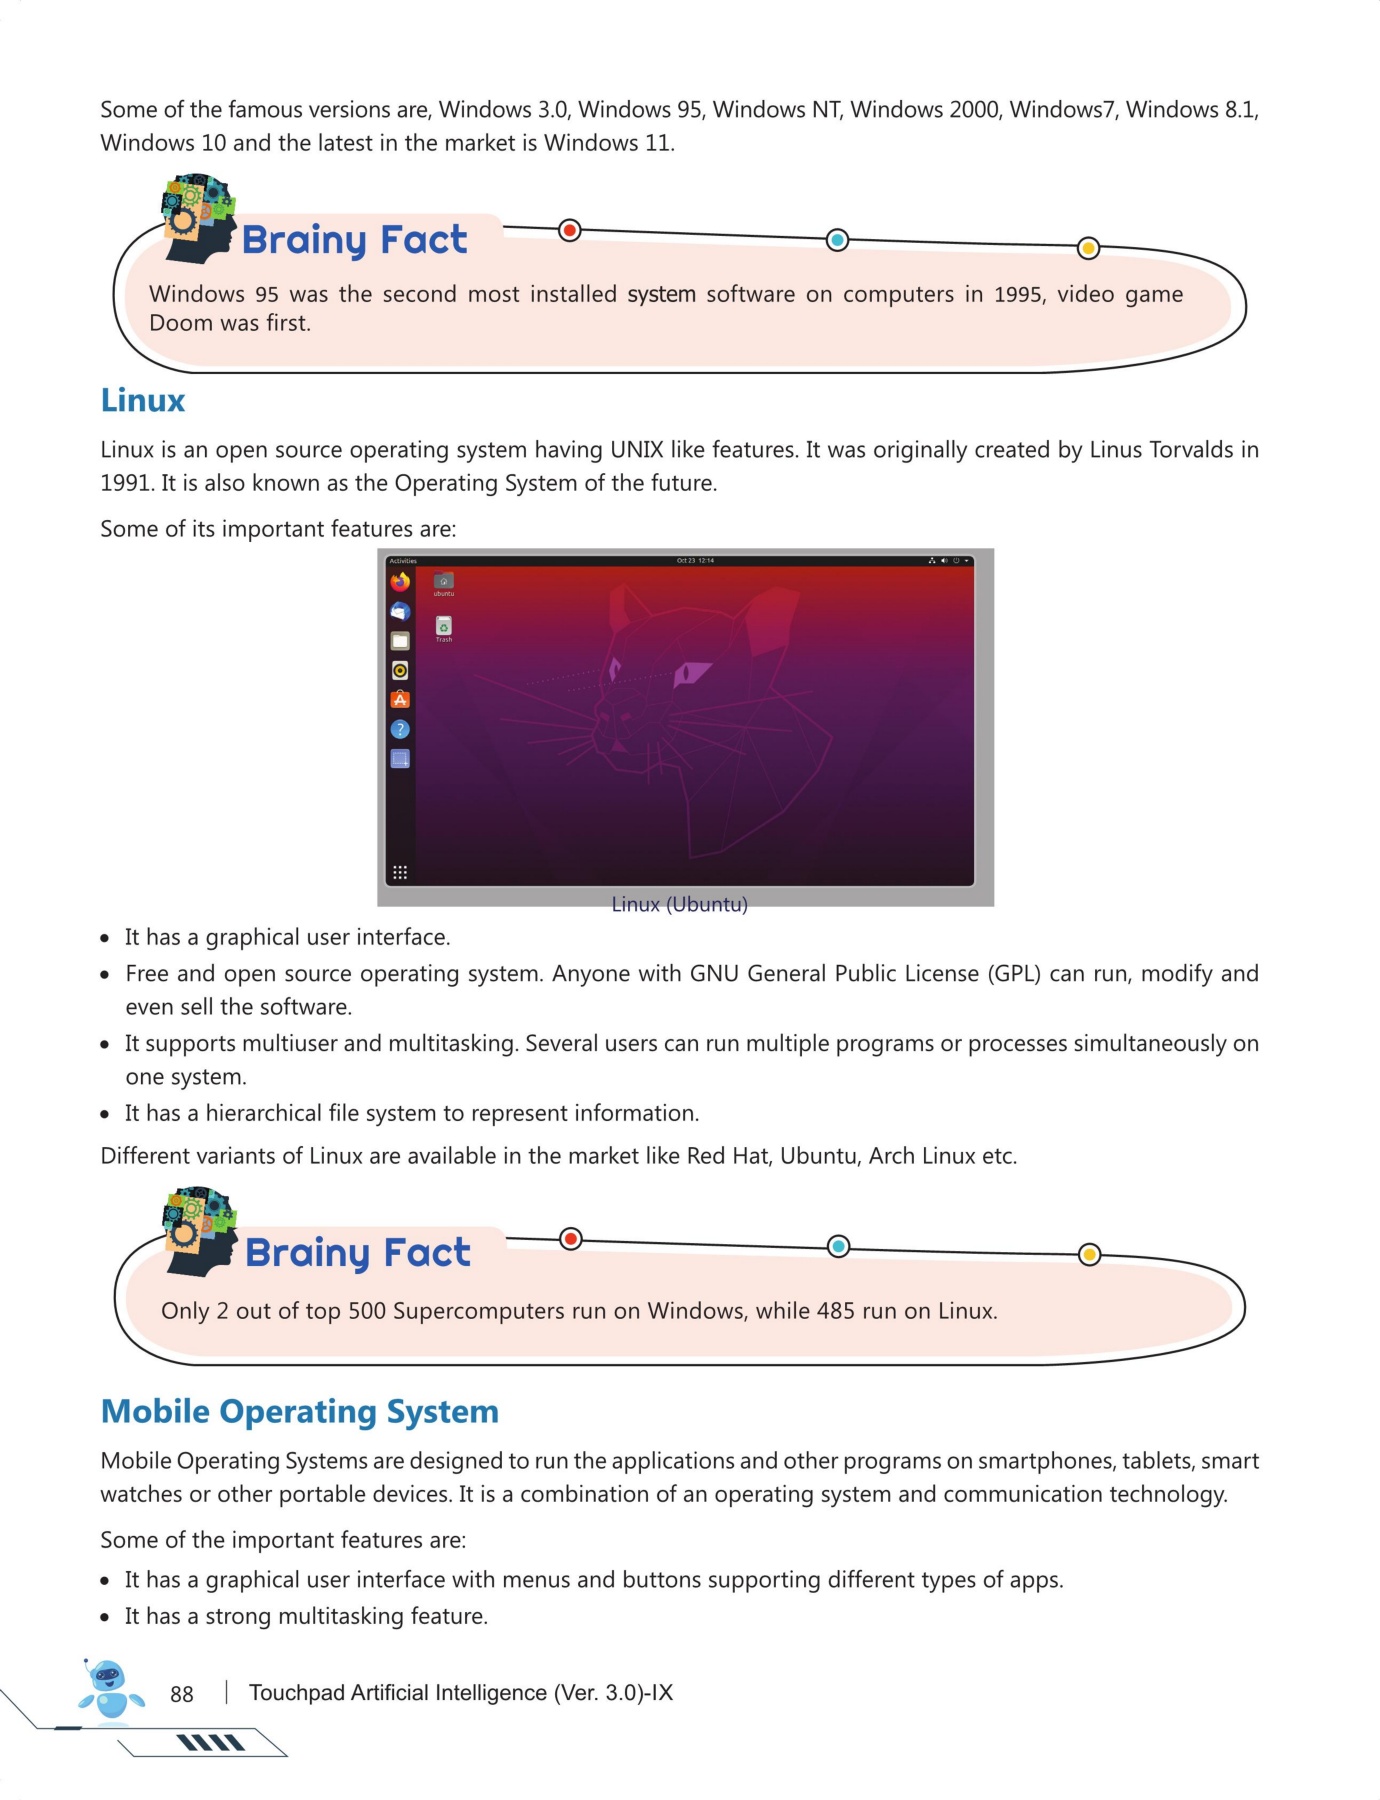 Some of the famous versions are, Windows 3.0, Windows 95, Windows NT, Windows 2000, Windows7, Windows 8.1,
Windows 10 and the latest in the market is Windows 11.
Brainy Fact
Windows 95 was the second most installed system software on computers in 1995, video game
Doom was first.
Linux
Linux is an open source operating system having UNIX like features. It was originally created by Linus Torvalds in
1991. It is also known as the Operating System of the future.
Some of its important features are:
Activities
Oct 23 12:14
ubuntu
Trash
Linux (Ubuntu)
• It has a graphical user interface.
• Free and open source operating system. Anyone with GNU General Public License (GPL) can run, modify and
even sell the software.
• It supports multiuser and multitasking. Several users can run multiple programs or processes simultaneously on
one system.
• It has a hierarchical file system to represent information.
Different variants of Linux are available in the market like Red Hat, Ubuntu, Arch Linux etc.
Brainy Fact
Only 2 out of top 500 Supercomputers run on Windows, while 485 run on Linux.
Mobile Operating System
Mobile Operating Systems are designed to run the applications and other programs on smartphones, tablets, smart
watches or other portable devices. It is a combination of an operating system and communication technology.
Some of the important features are:
• It has a graphical user interface with menus and buttons supporting different types of apps.
• It has a strong multitasking feature.
88 | Touchpad Artificial Intelligence (Ver. 3.0)-IX